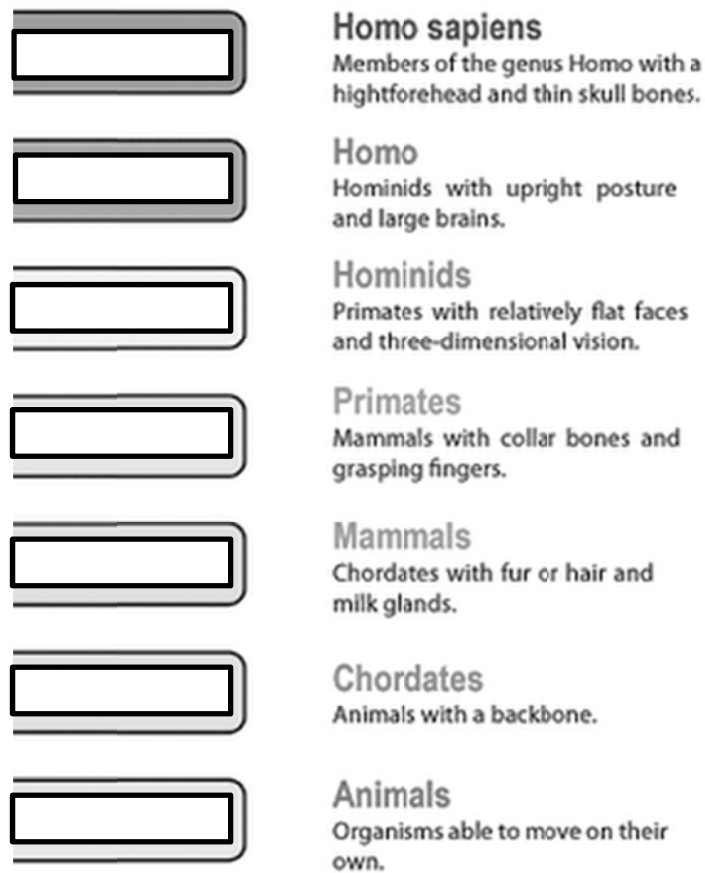 Homo sapiens
Members of the genus Homo with a
hightforehead and thin skull bones.
Homo
Hominids with upright posture
and large brains.
Hominids
Primates with relatively flat faces
and three-dimensional vision.
Primates
Mammals with collar bones and
grasping fingers.
Mammals
Chordates with fur or hair and
milk glands.
Chordates
Animals with a backbone.
Animals
Organisms able to move on their
own.